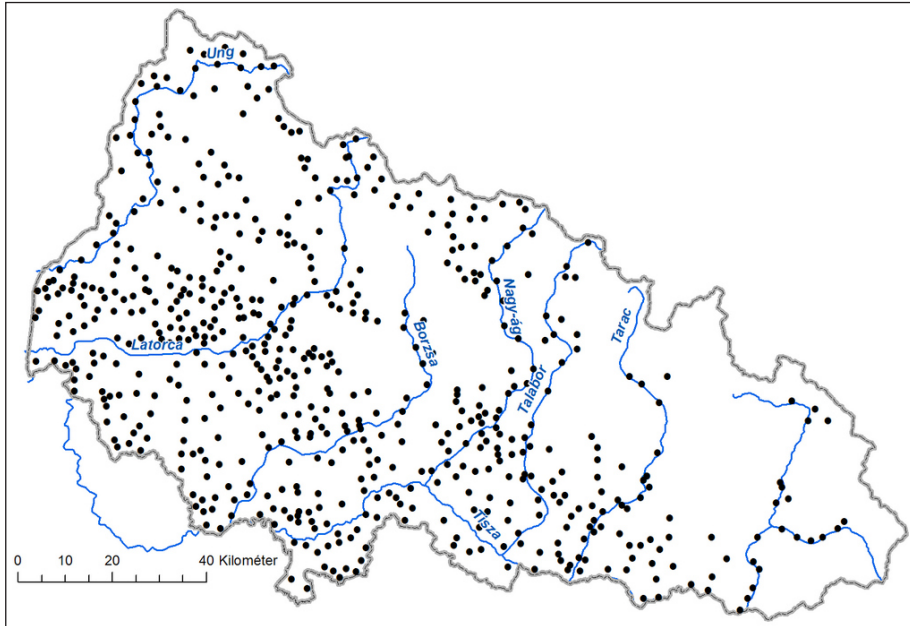 Ung
Nagy-ág
Tarac
Latorca
Borzsa
Talabor
Tisza
0 10 20 40 Kilométer